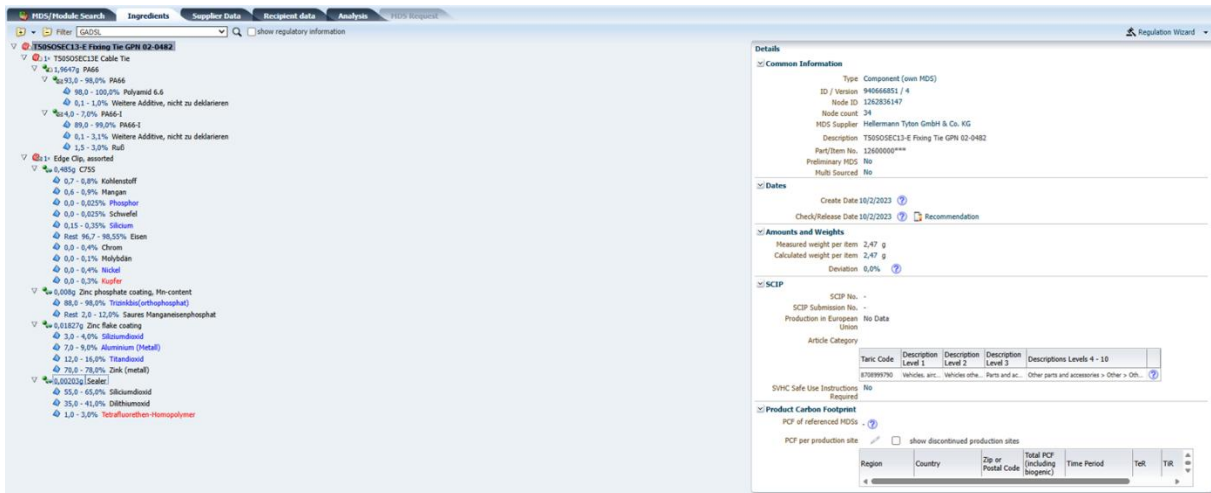 MDS/Module Search Ingredients Supplier Data Recipient data Analysis MDS Request
Filter GADSL show regulatory information Regulation Wizard
T50SOSEC13-E Fixing Tie GPN 02-0482
1x T50SOSEC13E Cable Tie
1,9647g PA66
93,0 - 98,0% PA66
98,0 - 100,0% Polyamid 6.6
0,1 - 1,0% Weitere Additive, nicht zu deklarieren
4,0 - 7,0% PA66-I
89,0 - 99,0% PA66-I
0,1 - 3,1% Weitere Additive, nicht zu deklarieren
1,5 - 3,0% Ruß
1x Edge Clip, assorted
0,485g C75S
0,7 - 0,8% Kohlenstoff
0,6 - 0,9% Mangan
0,0 - 0,025% Phosphor
0,0 - 0,025% Schwefel
0,15 - 0,35% Silicium
Rest 96,7 - 98,55% Eisen
0,0 - 0,4% Chrom
0,0 - 0,1% Molybdän
0,0 - 0,4% Nickel
0,0 - 0,3% Kupfer
0,008g Zinc phosphate coating, Mn-content
88,0 - 98,0% Trizinkbis(orthophosphat)
Rest 2,0 - 12,0% Saures Manganeisenphosphat
0,01827g Zinc flake coating
3,0 - 4,0% Siliziumdioxid
7,0 - 9,0% Aluminium (Metall)
12,0 - 16,0% Titandioxid
70,0 - 78,0% Zink (metall)
0,00203g Sealer
55,0 - 65,0% Siliciumdioxid
35,0 - 41,0% Dilithiumoxid
1,0 - 3,0% Tetrafluorethen-Homopolymer
Details
Common Information
Type Component (own MDS)
ID / Version 940666851 / 4
Node ID 1262836147
Node count 34
MDS Supplier Hellermann Tyton GmbH & Co. KG
Description T50SOSEC13-E Fixing Tie GPN 02-0482
Part/Item No. 12600000***
Preliminary MDS No
Multi Sourced No
Dates
Create Date 10/2/2023
Check/Release Date 10/2/2023 Recommendation
Amounts and Weights
Measured weight per item 2,47 g
Calculated weight per item 2,47 g
Deviation 0,0%
SCIP
SCIP No. -
SCIP Submission No. -
Production in European No Data
Union
Article Category
Taric Code Description Level 1 Description Level 2 Description Level 3 Descriptions Levels 4 - 10
8708999790 Vehicles, airc... Vehicles othe... Parts and ac... Other parts and accessories > Other > Oth...
SVHC Safe Use Instructions No
Required
Product Carbon Footprint
PCF of referenced MDSs -
PCF per production site show discontinued production sites
Region Country Zip or Postal Code Total PCF (including biogenic) Time Period TeR TiR